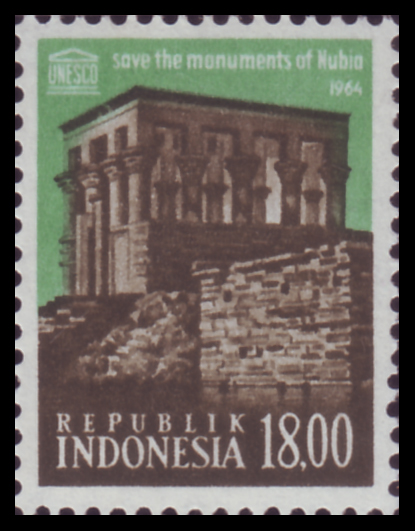 UNESCO
save the monuments of Nubia
1964
REPUBLIK
INDONESIA 18,00